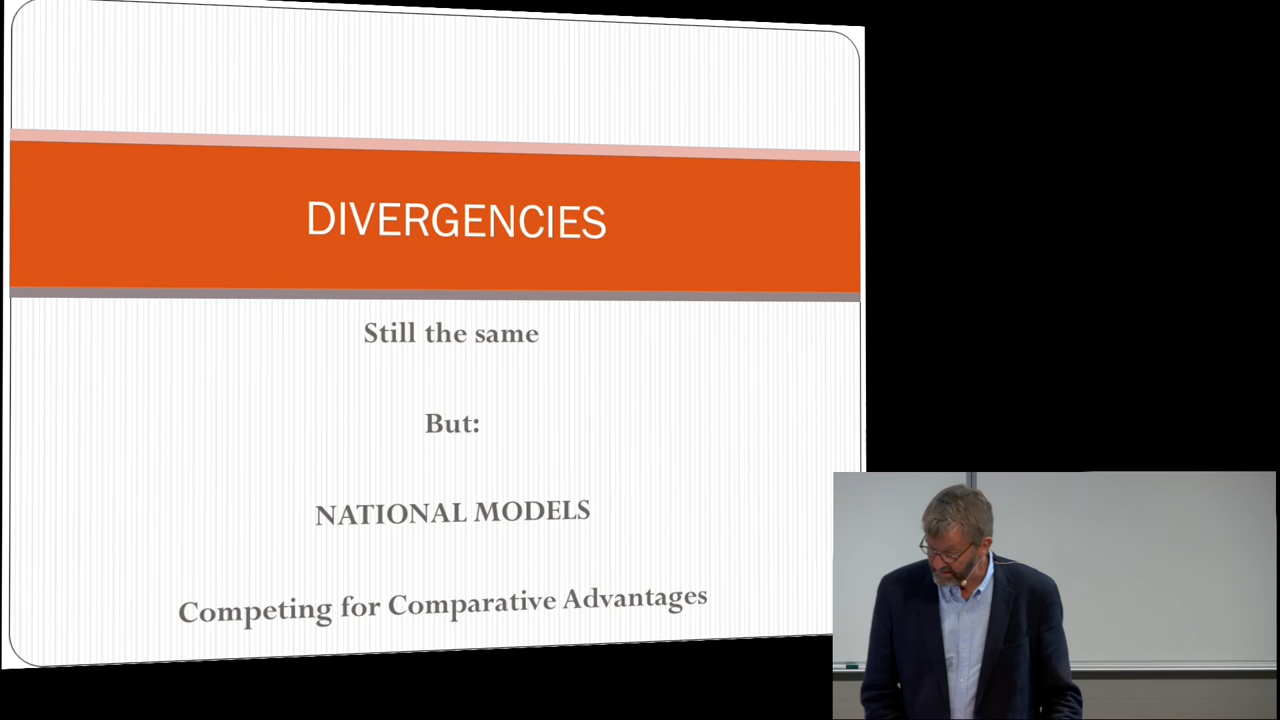 DIVERGENCIES
Still the same
But:
NATIONAL MODELS
Competing for Comparative Advantages